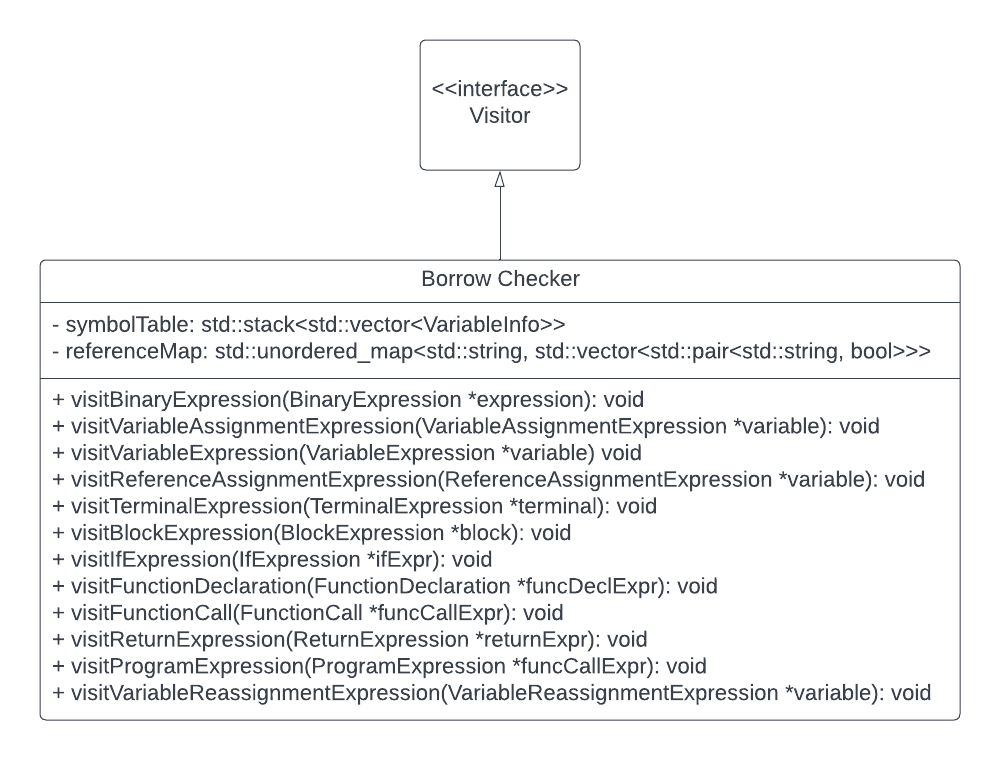 <<interface>>
Visitor
Borrow Checker
- symbolTable: std::stack<std::vector<VariableInfo>>
- referenceMap: std::unordered_map<std::string, std::vector<std::pair<std::string, bool>>>
+ visitBinaryExpression(BinaryExpression *expression): void
+ visitVariableAssignmentExpression(VariableAssignmentExpression *variable): void
+ visitVariableExpression(VariableExpression *variable) void
+ visitReferenceAssignmentExpression(ReferenceAssignmentExpression *variable): void
+ visitTerminalExpression(TerminalExpression *terminal): void
+ visitBlockExpression(BlockExpression *block): void
+ visitIfExpression(IfExpression *ifExpr): void
+ visitFunctionDeclaration(FunctionDeclaration *funcDeclExpr): void
+ visitFunctionCall(FunctionCall *funcCallExpr): void
+ visitReturnExpression(ReturnExpression *returnExpr): void
+ visitProgramExpression(ProgramExpression *funcCallExpr): void
+ visitVariableReassignmentExpression(VariableReassignmentExpression *variable): void